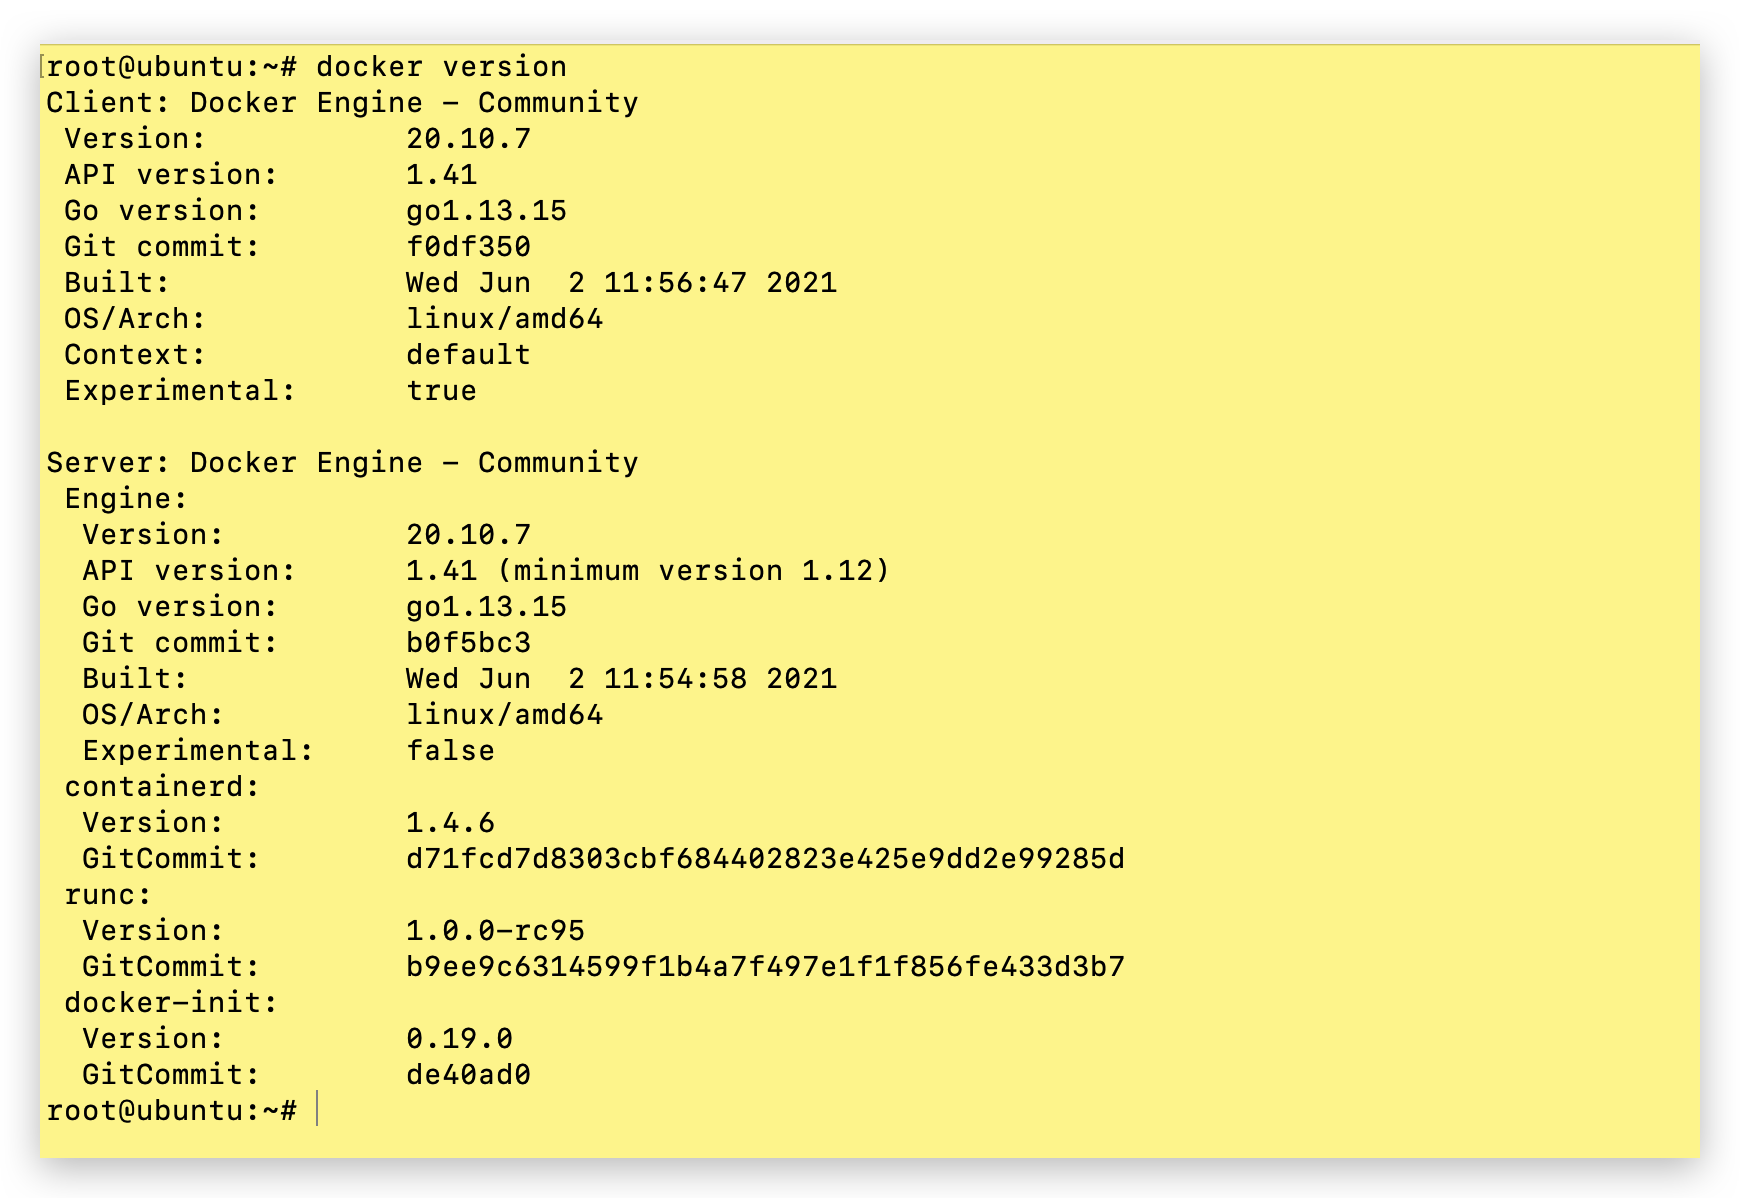 root@ubuntu:~# docker version
Client: Docker Engine - Community
 Version:           20.10.7
 API version:       1.41
 Go version:        go1.13.15
 Git commit:        f0df350
 Built:             Wed Jun  2 11:56:47 2021
 OS/Arch:           linux/amd64
 Context:           default
 Experimental:      true

Server: Docker Engine - Community
 Engine:
  Version:          20.10.7
  API version:      1.41 (minimum version 1.12)
  Go version:       go1.13.15
  Git commit:       b0f5bc3
  Built:            Wed Jun  2 11:54:58 2021
  OS/Arch:          linux/amd64
  Experimental:     false
 containerd:
  Version:          1.4.6
  GitCommit:        d71fcd7d8303cbf684402823e425e9dd2e99285d
 runc:
  Version:          1.0.0-rc95
  GitCommit:        b9ee9c6314599f1b4a7f497e1f1f856fe433d3b7
 docker-init:
  Version:          0.19.0
  GitCommit:        de40ad0
root@ubuntu:~#